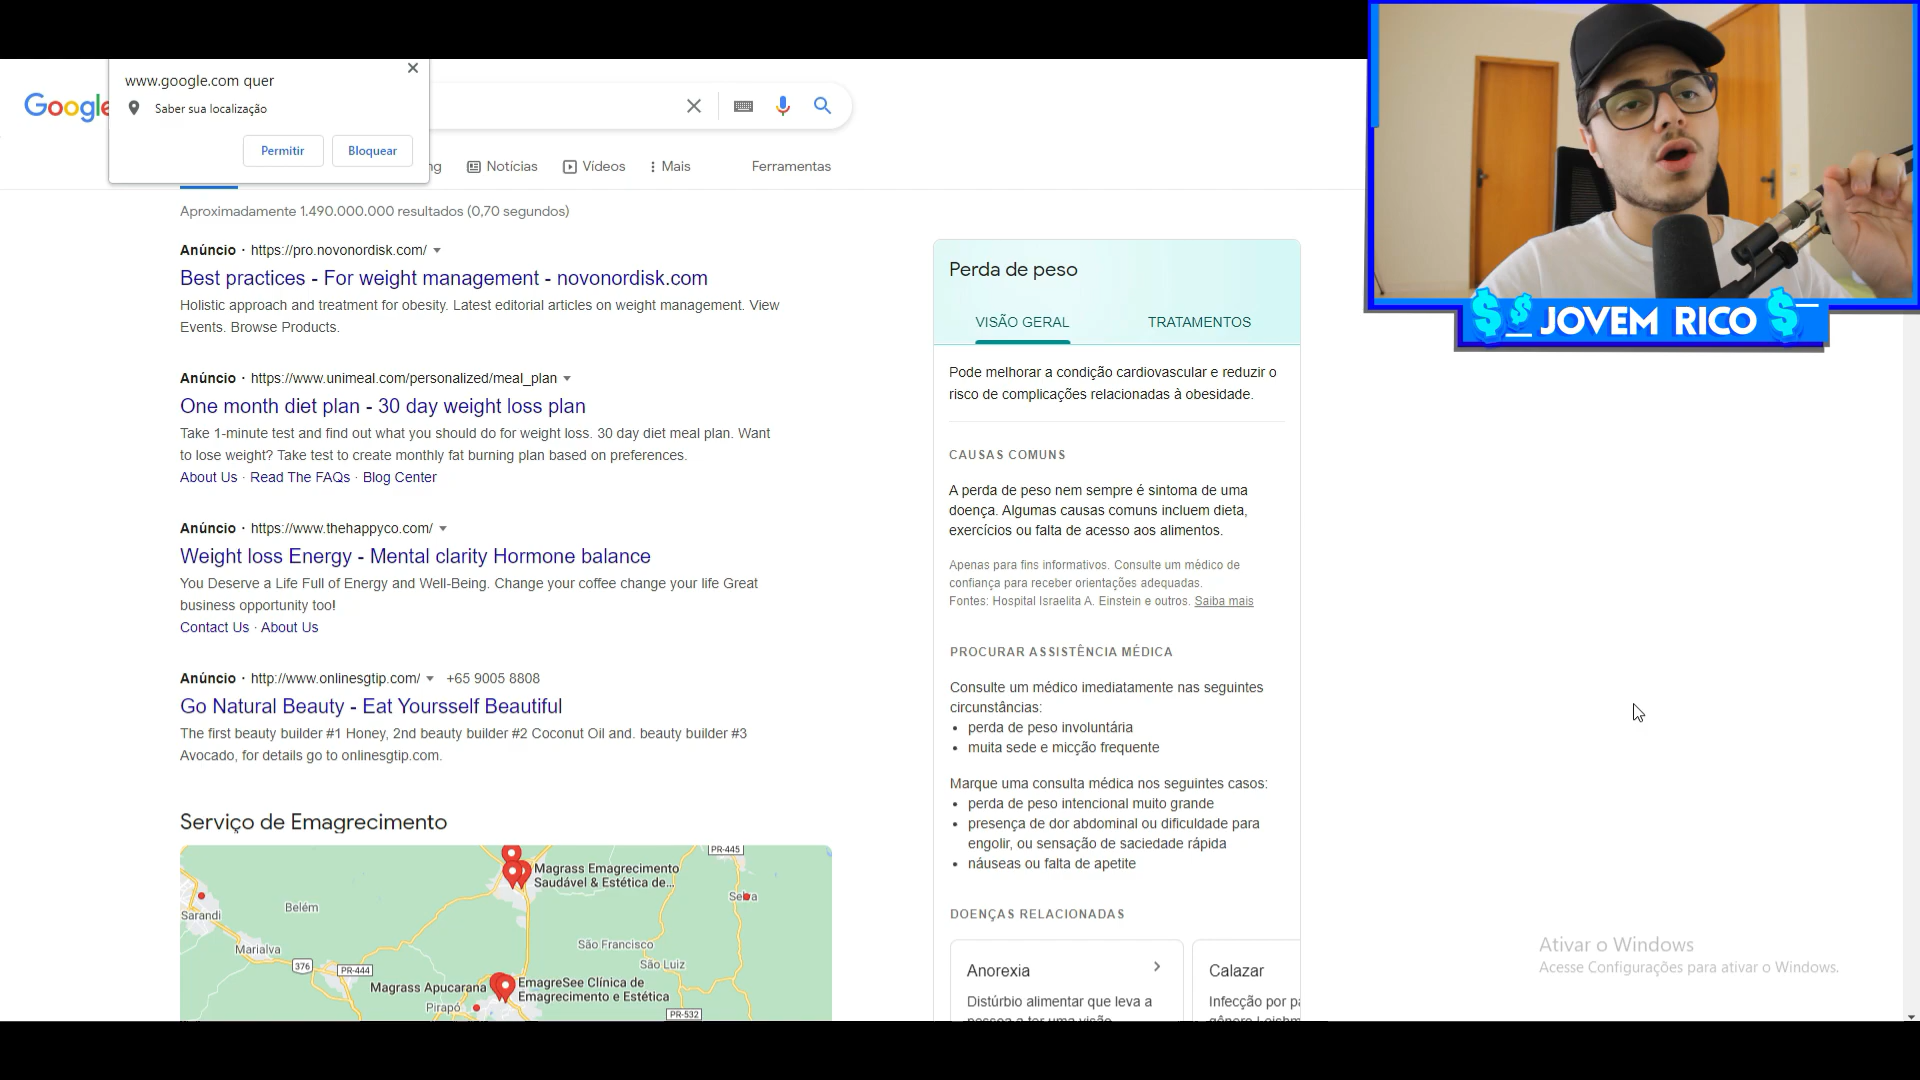 www.google.com quer
Saber sua localização
Permitir
Bloquear
Google
Notícias
Vídeos
Mais
Ferramentas
Aproximadamente 1.490.000.000 resultados (0,70 segundos)
Anúncio · https://pro.novonordisk.com/
Best practices - For weight management - novonordisk.com
Holistic approach and treatment for obesity. Latest editorial articles on weight management. View
Events. Browse Products.
Anúncio · https://www.unimeal.com/personalized/meal_plan
One month diet plan - 30 day weight loss plan
Take 1-minute test and find out what you should do for weight loss. 30 day diet meal plan. Want
to lose weight? Take test to create monthly fat burning plan based on preferences.
About Us · Read The FAQs · Blog Center
Anúncio · https://www.thehappyco.com/
Weight loss Energy - Mental clarity Hormone balance
You Deserve a Life Full of Energy and Well-Being. Change your coffee change your life Great
business opportunity too!
Contact Us · About Us
Anúncio · http://www.onlinesgtip.com/ +65 9005 8808
Go Natural Beauty - Eat Yoursself Beautiful
The first beauty builder #1 Honey, 2nd beauty builder #2 Coconut Oil and. beauty builder #3
Avocado, for details go to onlinesgtip.com.
Serviço de Emagrecimento
PR-445
Magrass Emagrecimento
Saudável & Estética de...
Sarandi
Belém
Marialva
São Francisco
São Luiz
376
PR-444
Magrass Apucarana
EmagreSee Clínica de
Emagrecimento e Estética
Pirapó
PR-532
Perda de peso
VISÃO GERAL
TRATAMENTOS
Pode melhorar a condição cardiovascular e reduzir o
risco de complicações relacionadas à obesidade.
CAUSAS COMUNS
A perda de peso nem sempre é sintoma de uma
doença. Algumas causas comuns incluem dieta,
exercícios ou falta de acesso aos alimentos.
Apenas para fins informativos. Consulte um médico de
confiança para receber orientações adequadas.
Fontes: Hospital Israelita A. Einstein e outros. Saiba mais
PROCURAR ASSISTÊNCIA MÉDICA
Consulte um médico imediatamente nas seguintes
circunstâncias:
• perda de peso involuntária
• muita sede e micção frequente
Marque uma consulta médica nos seguintes casos:
• perda de peso intencional muito grande
• presença de dor abdominal ou dificuldade para
engolir, ou sensação de saciedade rápida
• náuseas ou falta de apetite
DOENÇAS RELACIONADAS
Anorexia
Distúrbio alimentar que leva a
Calazar
Infecção por
JOVEM RICO
Ativar o Windows
Acesse Configurações para ativar o Windows.